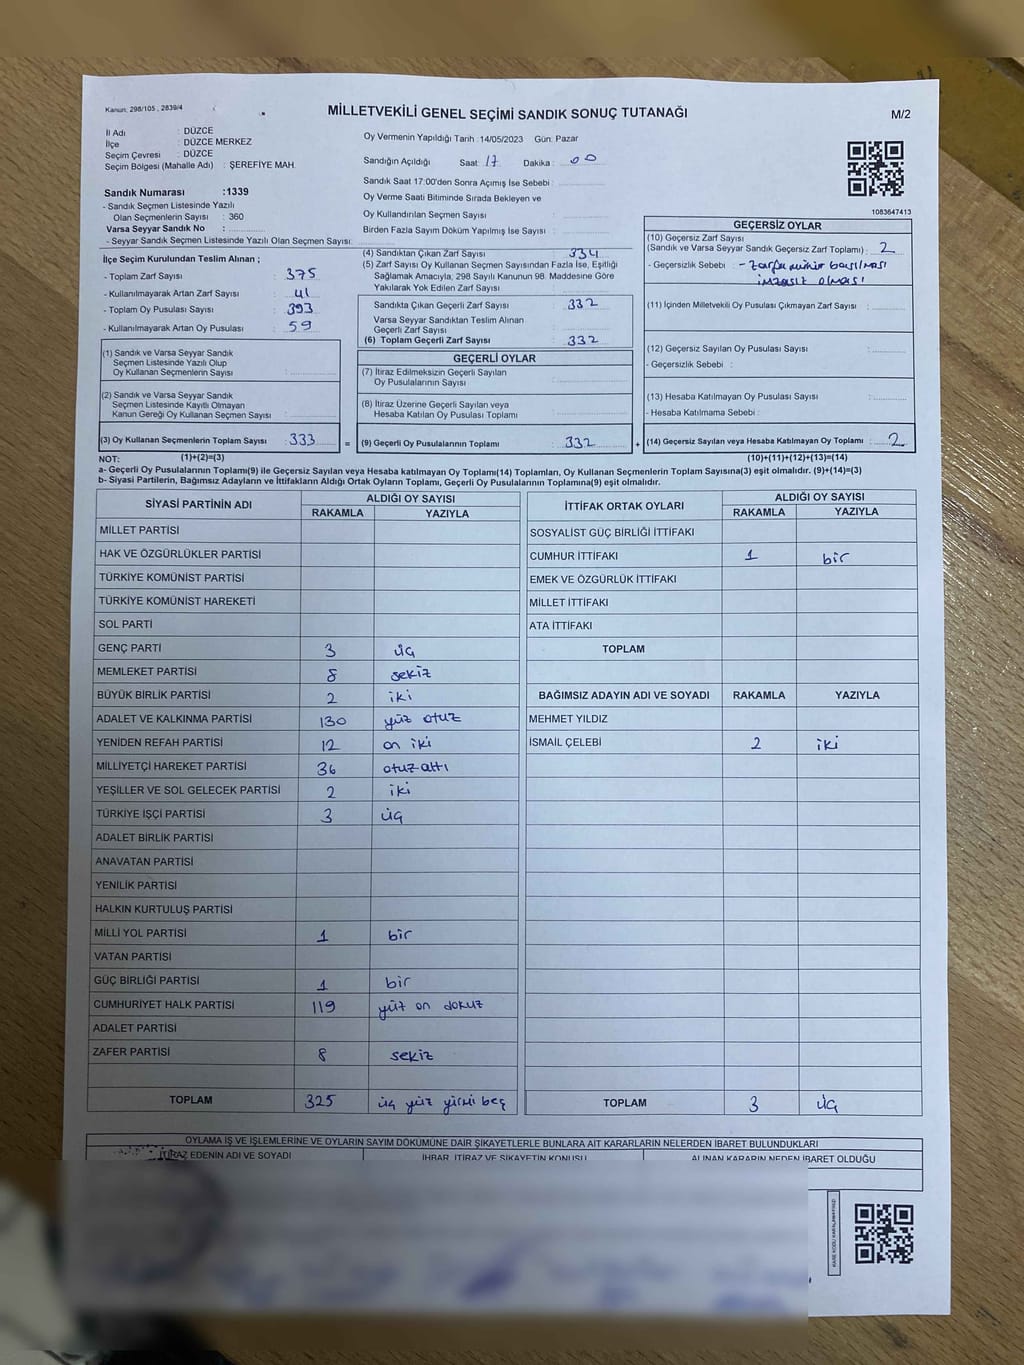 Kanun: 298/105 , 2839/4
MİLLETVEKİLİ GENEL SEÇİMİ SANDIK SONUÇ TUTANAĞI
M/2
İl Adı : DÜZCE
İlçe : DÜZCE MERKEZ
Seçim Çevresi : DÜZCE
Seçim Bölgesi (Mahalle Adı) : ŞEREFİYE MAH.
Sandık Numarası :1339
- Sandık Seçmen Listesinde Yazılı
Olan Seçmenlerin Sayısı : 360
Varsa Seyyar Sandık No :
- Seyyar Sandık Seçmen Listesinde Yazılı Olan Seçmen Sayısı:
Oy Vermenin Yapıldığı Tarih :14/05/2023 Gün: Pazar
Sandığın Açıldığı Saat: 17 Dakika : 00
Sandık Saat 17:00'den Sonra Açımış İse Sebebi :
Oy Verme Saati Bitiminde Sırada Bekleyen ve
Oy Kullandırılan Seçmen Sayısı :
Birden Fazla Sayım Döküm Yapılmış İse Sayısı :
1083647413
İlçe Seçim Kurulundan Teslim Alınan ;
- Toplam Zarf Sayısı : 375
- Kullanılmayarak Artan Zarf Sayısı : 41
- Toplam Oy Pusulası Sayısı : 393
- Kullanılmayarak Artan Oy Pusulası : 59
(4) Sandıktan Çıkan Zarf Sayısı : 334
(5) Zarf Sayısı Oy Kullanan Seçmen Sayısından Fazla İse, Eşitliği
Sağlamak Amacıyla, 298 Sayılı Kanunun 98. Maddesine Göre
Yakılarak Yok Edilen Zarf Sayısı :
Sandıkta Çıkan Geçerli Zarf Sayısı : 332
Varsa Seyyar Sandıktan Teslim Alınan
Geçerli Zarf Sayısı :
(6) Toplam Geçerli Zarf Sayısı : 332
GEÇERSİZ OYLAR
(10) Geçersiz Zarf Sayısı
(Sandık ve Varsa Seyyar Sandık Geçersiz Zarf Toplamı) : 2
- Geçersizlik Sebebi : - Zarfa mühür basılması
imzasız olması
(11) İçinden Milletvekili Oy Pusulası Çıkmayan Zarf Sayısı :
(12) Geçersiz Sayılan Oy Pusulası Sayısı :
- Geçersizlik Sebebi :
(13) Hesaba Katılmayan Oy Pusulası Sayısı :
- Hesaba Katılmama Sebebi :
(1) Sandık ve Varsa Seyyar Sandık
Seçmen Listesinde Yazılı Olup
Oy Kullanan Seçmenlerin Sayısı :
(2) Sandık ve Varsa Seyyar Sandık
Seçmen Listesinde Kayıtlı Olmayan
Kanun Gereği Oy Kullanan Seçmen Sayısı :
GEÇERLİ OYLAR
(7) İtiraz Edilmeksizin Geçerli Sayılan
Oy Pusulalarının Sayısı :
(8) İtiraz Üzerine Geçerli Sayılan veya
Hesaba Katılan Oy Pusulası Toplamı :
(3) Oy Kullanan Seçmenlerin Toplam Sayısı : 333 = (9) Geçerli Oy Pusulalarının Toplamı : 332 + (14) Geçersiz Sayılan veya Hesaba Katılmayan Oy Toplamı : 2
NOT: (1)+(2)=(3) (10)+(11)+(12)+(13)=(14)
a- Geçerli Oy Pusulalarının Toplamı(9) ile Geçersiz Sayılan veya Hesaba katılmayan Oy Toplamı(14) Toplamları, Oy Kullanan Seçmenlerin Toplam Sayısına(3) eşit olmalıdır. (9)+(14)=(3)
b- Siyasi Partilerin, Bağımsız Adayların ve İttifakların Aldığı Ortak Oyların Toplamı, Geçerli Oy Pusulalarının Toplamına(9) eşit olmalıdır.
SİYASİ PARTİNİN ADI ALDIĞI OY SAYISI
RAKAMLA YAZIYLA
MİLLET PARTİSİ
HAK VE ÖZGÜRLÜKLER PARTİSİ
TÜRKİYE KOMÜNİST PARTİSİ
TÜRKİYE KOMÜNİST HAREKETİ
SOL PARTİ
GENÇ PARTİ 3 üç
MEMLEKET PARTİSİ 8 sekiz
BÜYÜK BİRLİK PARTİSİ 2 iki
ADALET VE KALKINMA PARTİSİ 130 yüz otuz
YENİDEN REFAH PARTİSİ 12 on iki
MİLLİYETÇİ HAREKET PARTİSİ 36 otuz altı
YEŞİLLER VE SOL GELECEK PARTİSİ 2 iki
TÜRKİYE İŞÇİ PARTİSİ 3 üç
ADALET BİRLİK PARTİSİ
ANAVATAN PARTİSİ
YENİLİK PARTİSİ
HALKIN KURTULUŞ PARTİSİ
MİLLİ YOL PARTİSİ 1 bir
VATAN PARTİSİ
GÜÇ BİRLİĞİ PARTİSİ 1 bir
CUMHURİYET HALK PARTİSİ 119 yüz on dokuz
ADALET PARTİSİ
ZAFER PARTİSİ 8 sekiz
TOPLAM 325 üç yüz yirmi beş
İTTİFAK ORTAK OYLARI ALDIĞI OY SAYISI
RAKAMLA YAZIYLA
SOSYALİST GÜÇ BİRLİĞİ İTTİFAKI
CUMHUR İTTİFAKI 1 bir
EMEK VE ÖZGÜRLÜK İTTİFAKI
MİLLET İTTİFAKI
ATA İTTİFAKI
TOPLAM
BAĞIMSIZ ADAYIN ADI VE SOYADI RAKAMLA YAZIYLA
MEHMET YILDIZ
İSMAİL ÇELEBİ 2 iki
TOPLAM 3 üç
OYLAMA İŞ VE İŞLEMLERİNE VE OYLARIN SAYIM DÖKÜMÜNE DAİR ŞİKAYETLERLE BUNLARA AİT KARARLARIN NELERDEN İBARET BULUNDUKLARI
İTİRAZ EDENİN ADI VE SOYADI İHBAR, İTİRAZ VE ŞİKAYETİN KONUSU ALINAN KARARIN NEDEN İBARET OLDUĞU